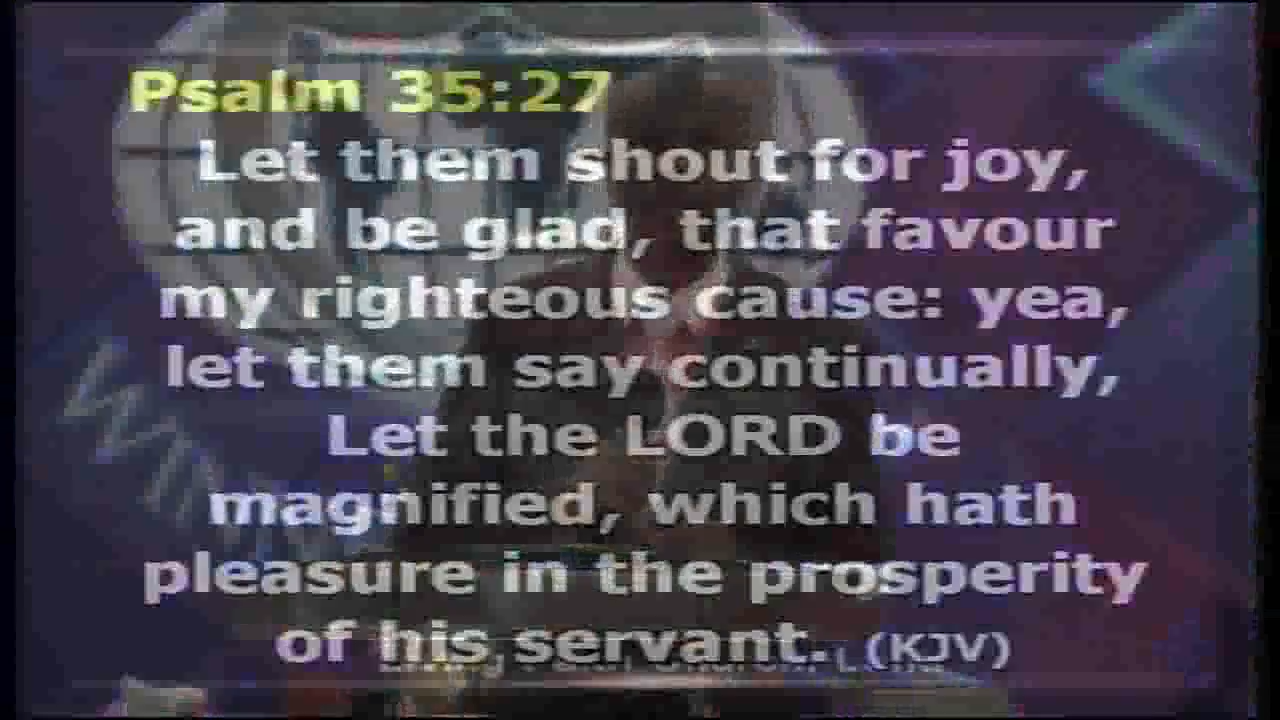 Psalm 35:27
Let them shout for joy,
and be glad, that favour
my righteous cause: yea,
let them say continually,
Let the LORD be
magnified, which hath
pleasure in the prosperity
of his servant. (KJV)